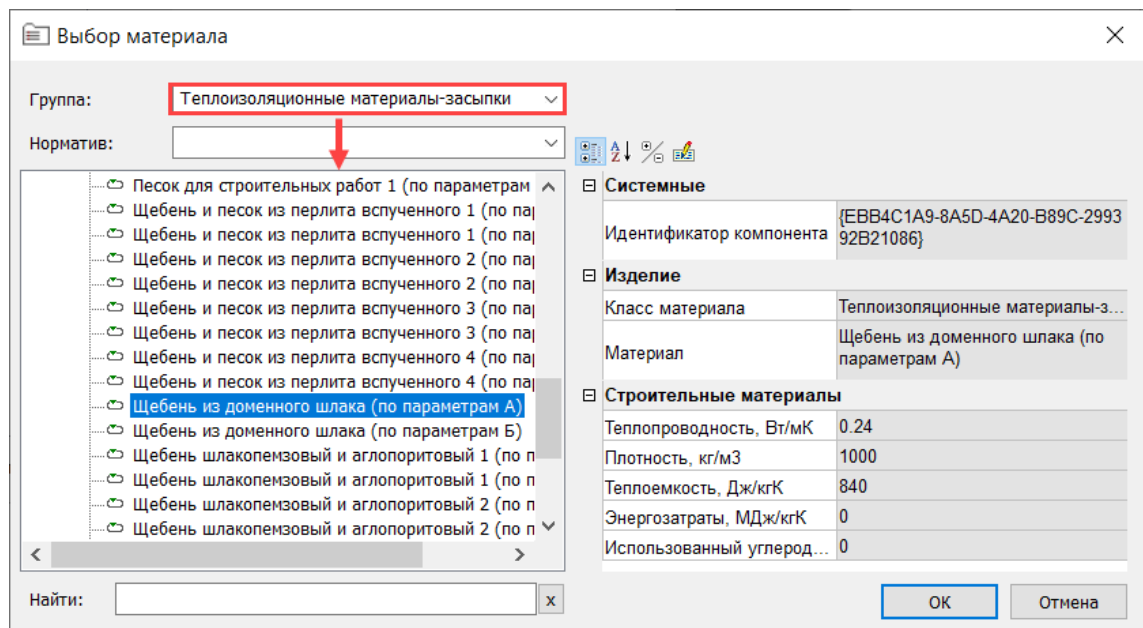 Выбор материала
Группа:
Теплоизоляционные материалы-засыпки
Норматив:
Песок для строительных работ 1 (по параметрам
Щебень и песок из перлита вспученного 1 (по пар
Щебень и песок из перлита вспученного 1 (по пар
Щебень и песок из перлита вспученного 2 (по пар
Щебень и песок из перлита вспученного 2 (по пар
Щебень и песок из перлита вспученного 3 (по пар
Щебень и песок из перлита вспученного 3 (по пар
Щебень и песок из перлита вспученного 4 (по пар
Щебень и песок из перлита вспученного 4 (по пар
Щебень из доменного шлака (по параметрам А)
Щебень из доменного шлака (по параметрам Б)
Щебень шлакопемзовый и аглопоритовый 1 (по п
Щебень шлакопемзовый и аглопоритовый 1 (по п
Щебень шлакопемзовый и аглопоритовый 2 (по п
Щебень шлакопемзовый и аглопоритовый 2 (по п
Найти:
x
Системные
Идентификатор компонента
{EBB4C1A9-8A5D-4A20-B89C-2993
92B21086}
Изделие
Класс материала
Теплоизоляционные материалы-з...
Материал
Щебень из доменного шлака (по
параметрам А)
Строительные материалы
Теплопроводность, Вт/мК
0.24
Плотность, кг/м3
1000
Теплоемкость, Дж/кгК
840
Энергозатраты, МДж/кгК
0
Использованный углерод...
0
ОК
Отмена